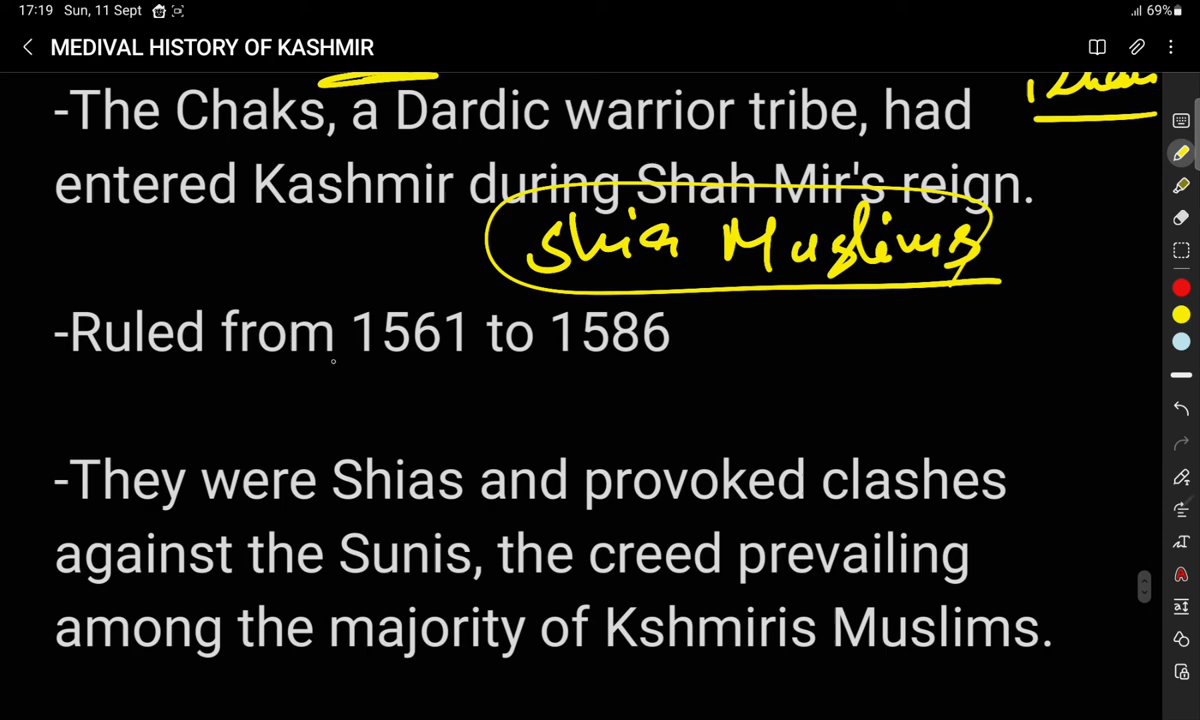 17:19 Sun, 11 Sept 69%
MEDIVAL HISTORY OF KASHMIR
-The Chaks, a Dardic warrior tribe, had
entered Kashmir during Shah Mir's reign.
Shia Muslims
-Ruled from 1561 to 1586
-They were Shias and provoked clashes
against the Sunis, the creed prevailing
among the majority of Kshmiris Muslims.